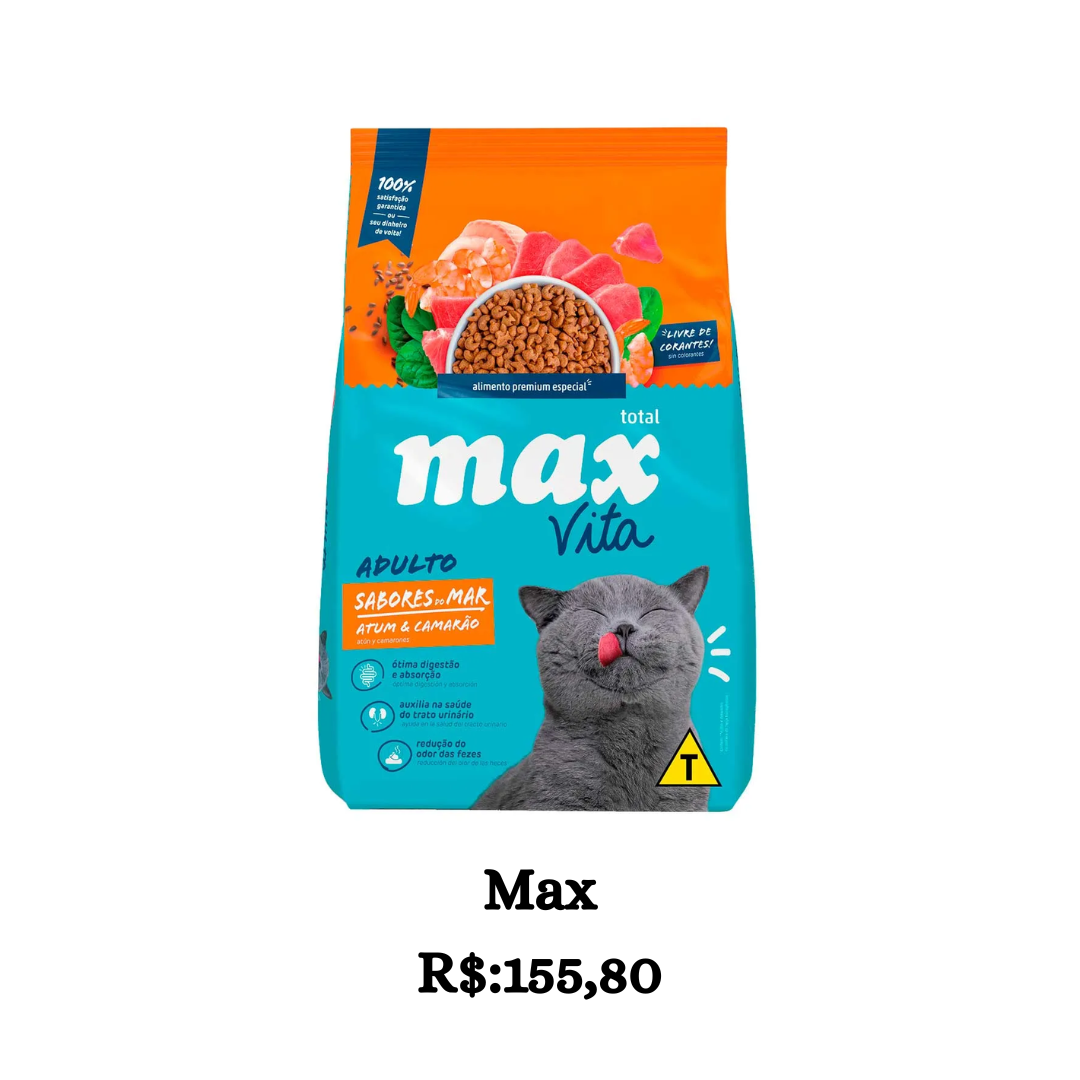 100%
satisfação
garantida
ou
seu dinheiro
de volta!
LIVRE DE
CORANTES!
sin colorantes
alimento premium especial
total
max
Vita
ADULTO
SABORES DO MAR
ATUM & CAMARÃO
atún y camarones
ótima digestão
e absorção
auxilia na saúde
do trato urinário
redução do
odor das fezes
T
Max
R$:155,80